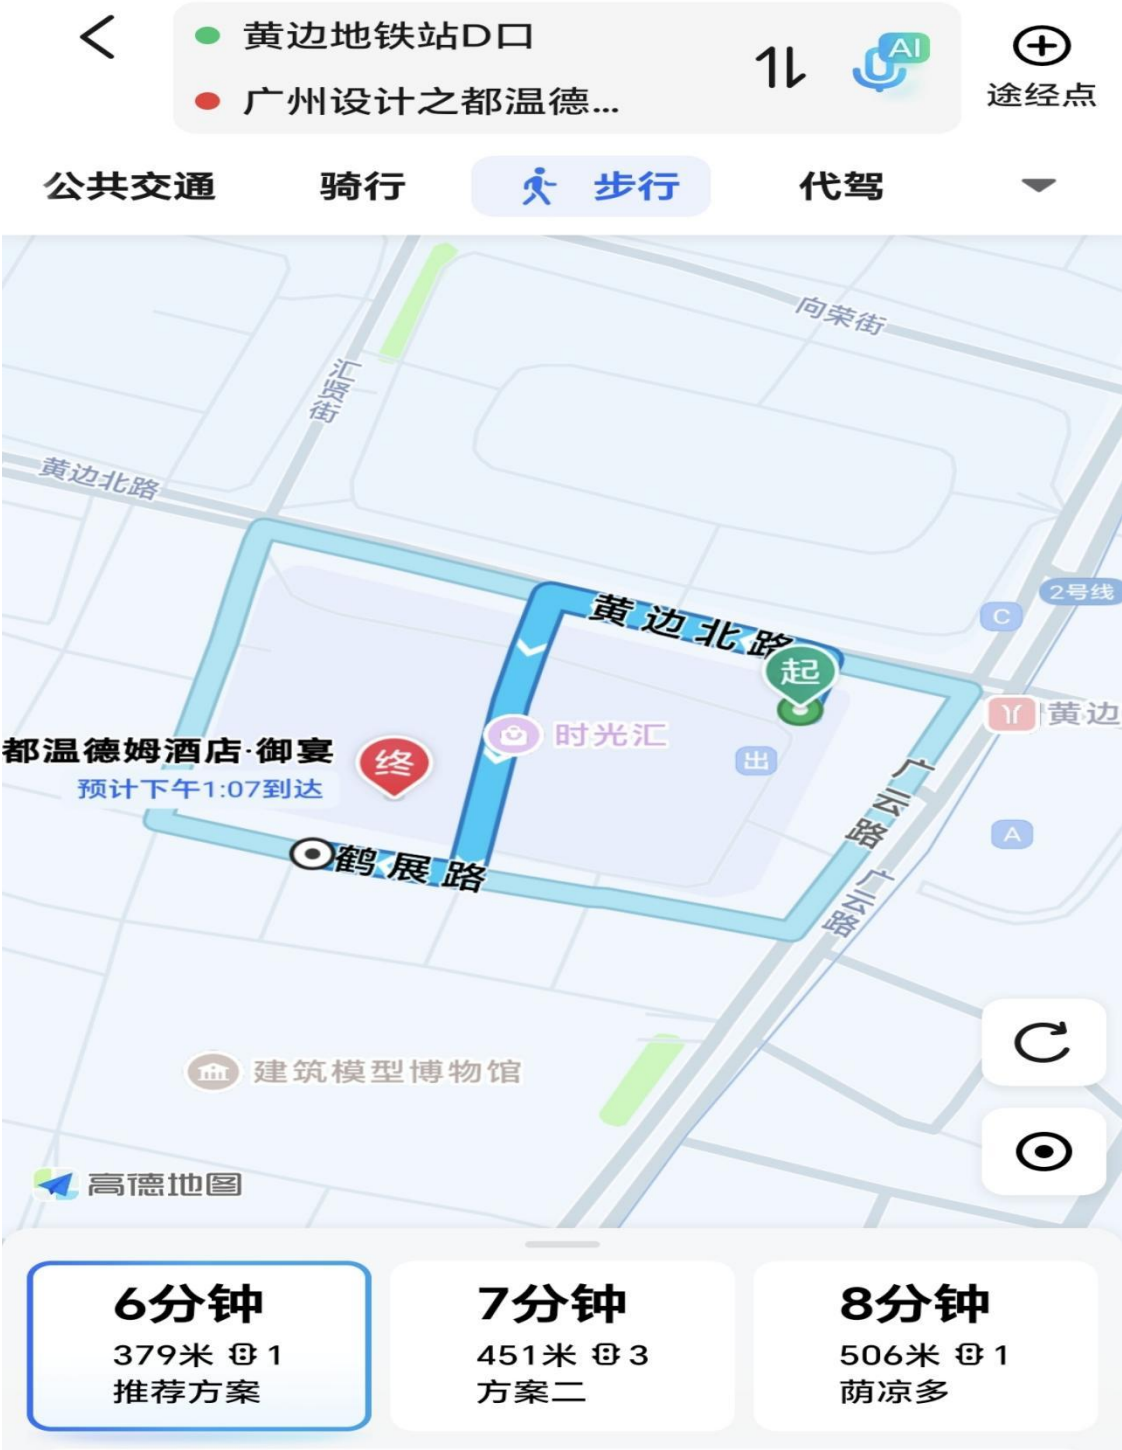 黄边地铁站D口
广州设计之都温德...
AI
途经点
公共交通
骑行
步行
代驾
向荣街
汇贤街
黄边北路
2号线
C
黄边北路
起
黄边
时光汇
出
都温德姆酒店·御宴
终
预计下午1:07到达
广云路
A
鹤展路
广云路
建筑模型博物馆
高德地图
6分钟
379米 1
推荐方案
7分钟
451米 3
方案二
8分钟
506米 1
荫凉多